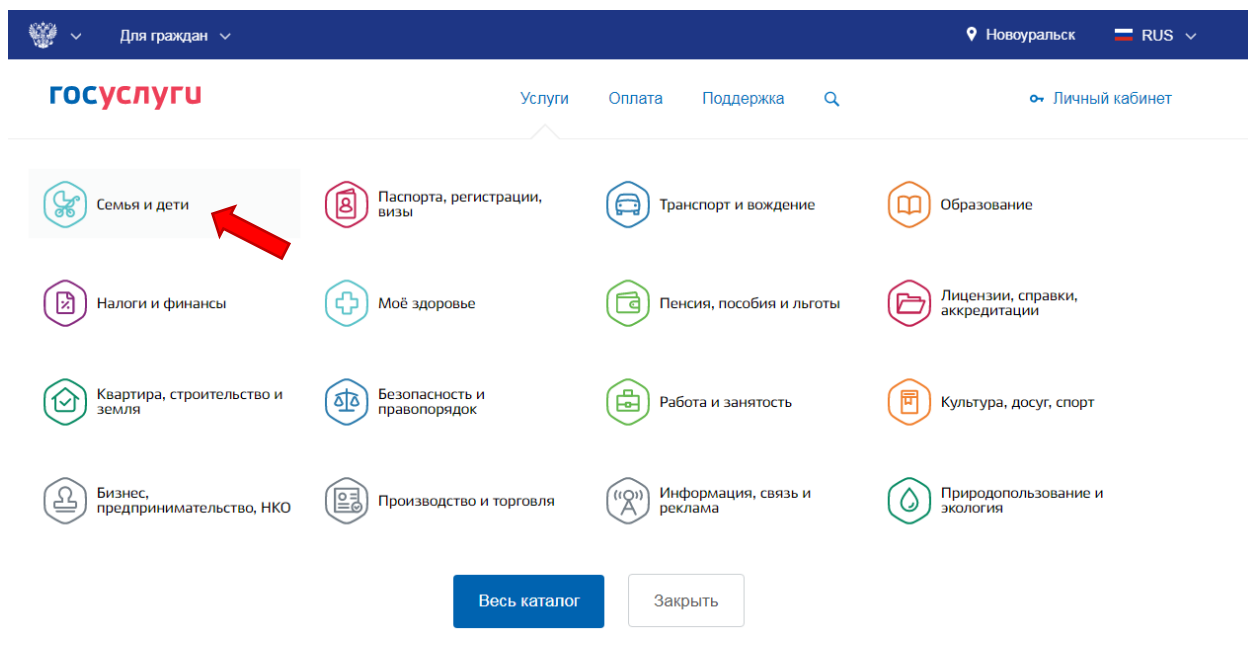 Для граждан
Новоуральск
RUS
госуслуги
Услуги
Оплата
Поддержка
Личный кабинет
Семья и дети
Паспорта, регистрации,
визы
Транспорт и вождение
Образование
Налоги и финансы
Моё здоровье
Пенсия, пособия и льготы
Лицензии, справки,
аккредитации
Квартира, строительство и
земля
Безопасность и
правопорядок
Работа и занятость
Культура, досуг, спорт
Бизнес,
предпринимательство, НКО
Производство и торговля
Информация, связь и
реклама
Природопользование и
экология
Весь каталог
Закрыть